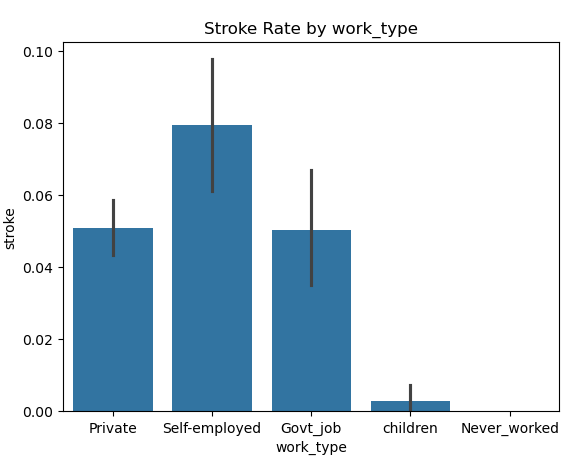 Stroke Rate by work_type
0.10
0.08
0.06
0.04
0.02
0.00
stroke
Private Self-employed Govt_job children Never_worked
work_type